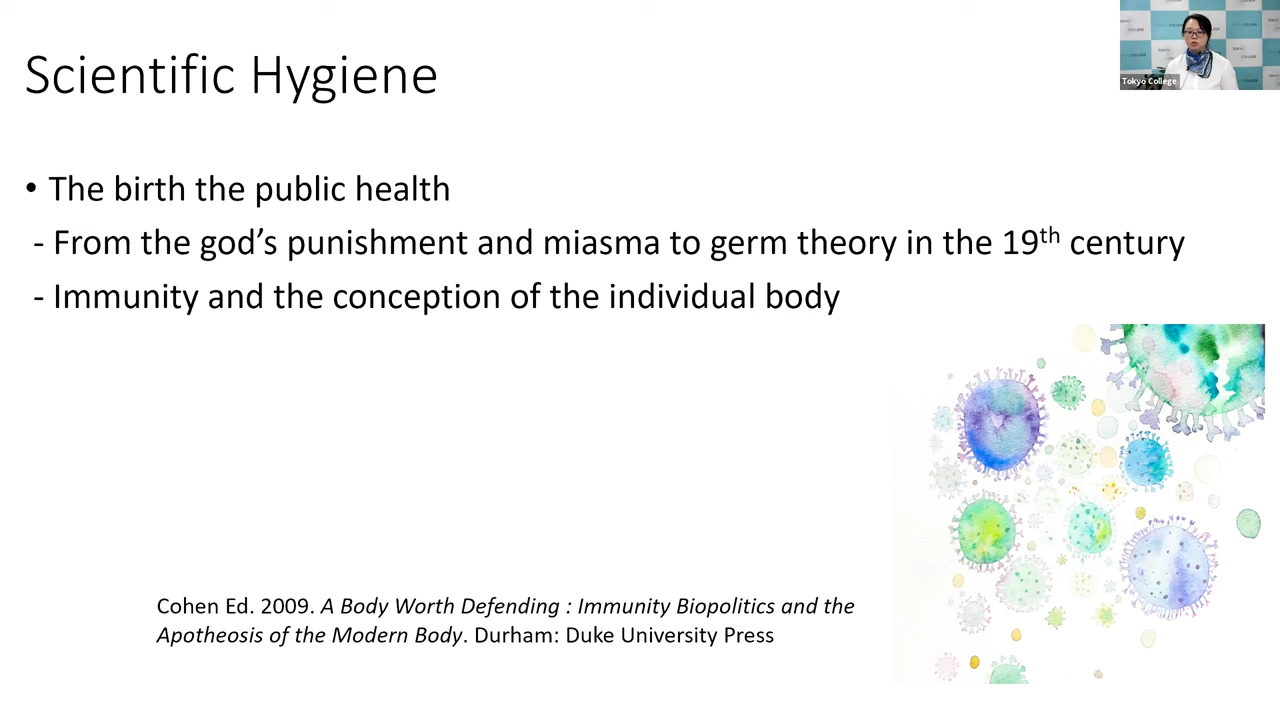 Scientific Hygiene
Tokyo College
• The birth the public health
- From the god's punishment and miasma to germ theory in the 19th century
- Immunity and the conception of the individual body
Cohen Ed. 2009. A Body Worth Defending : Immunity Biopolitics and the
Apotheosis of the Modern Body. Durham: Duke University Press